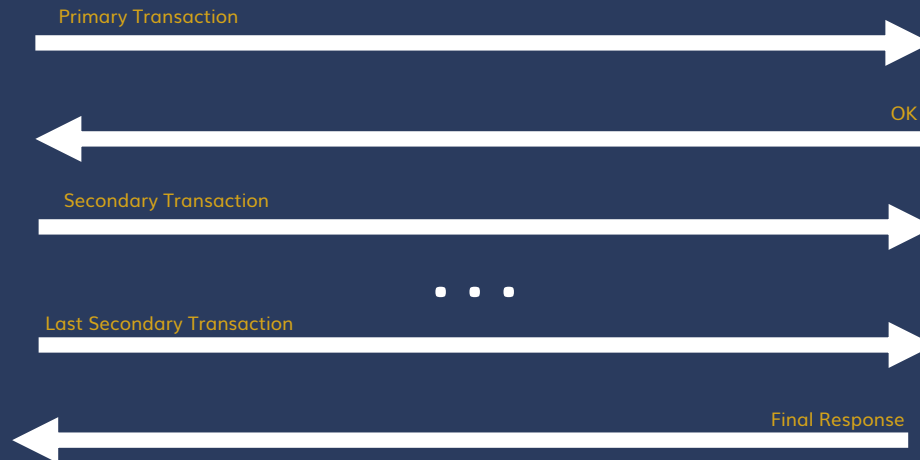 Primary Transaction
OK
Secondary Transaction
. . .
Last Secondary Transaction
Final Response